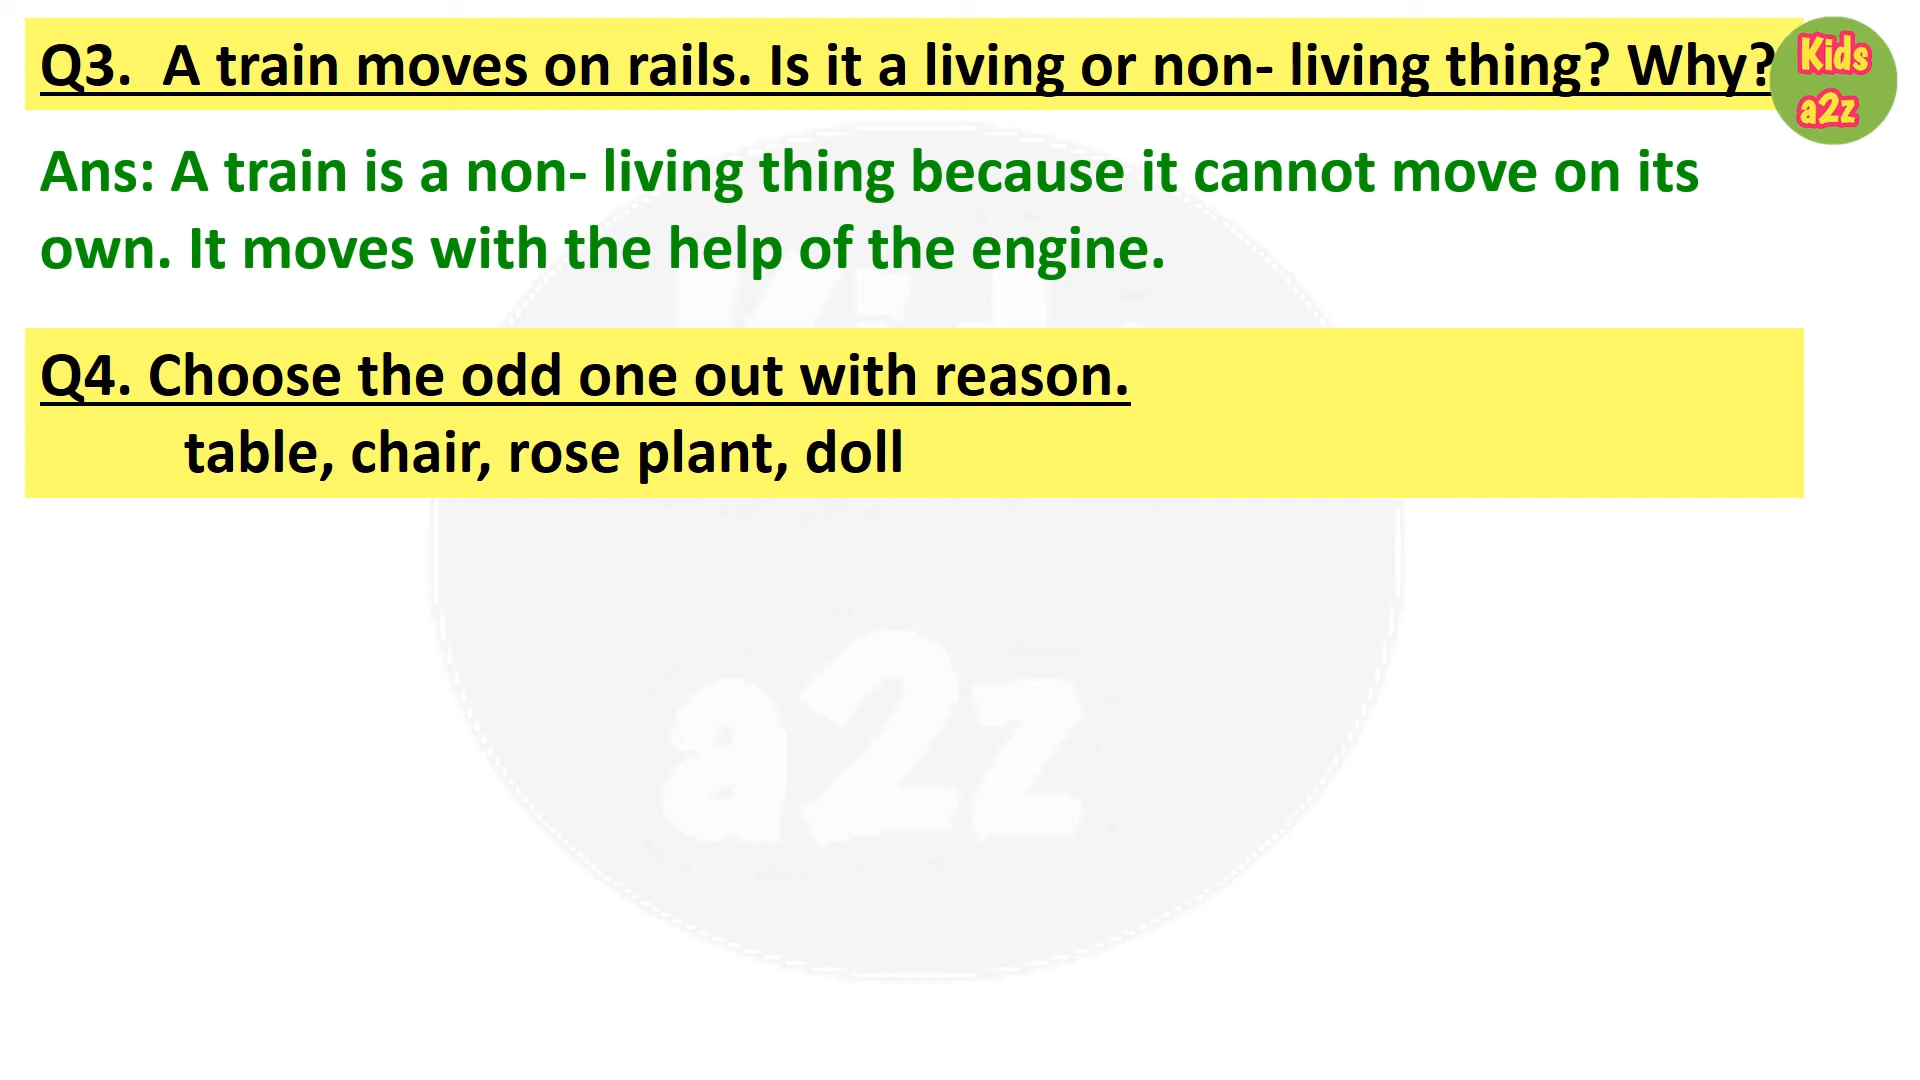 Q3.  A train moves on rails. Is it a living or non- living thing? Why?
Kids
a2z
Ans: A train is a non- living thing because it cannot move on its
own. It moves with the help of the engine.
Q4. Choose the odd one out with reason.
table, chair, rose plant, doll
a2z